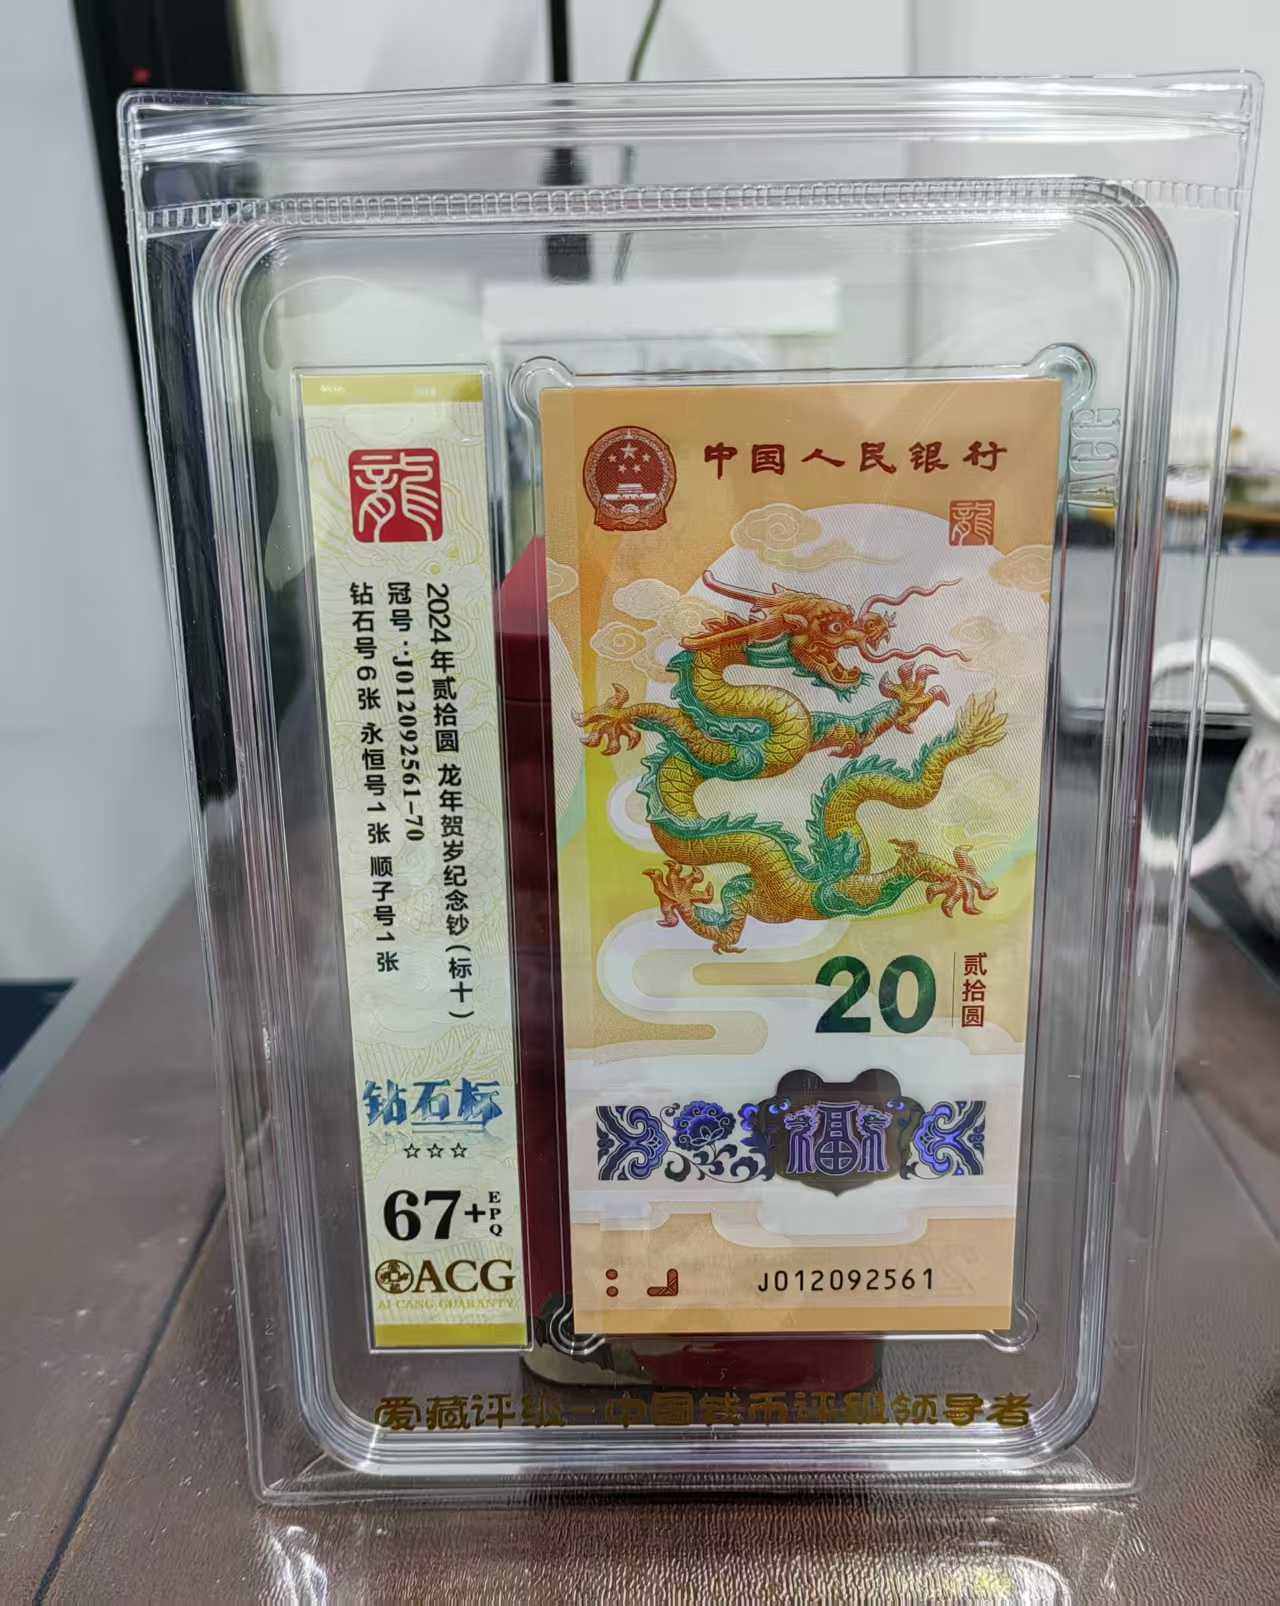 龍
2024年贰拾圆 龙年贺岁纪念钞(标十)
冠号:J012092561-70
钻石号6张 永恒号1张 顺子号1张
钻石标
☆☆☆
67+EPQ
ACG
AI CANG GUARANTY
中国人民银行
龍
20
贰拾圆
福
J012092561
ACG
爱藏评级-中国钱币评级领导者